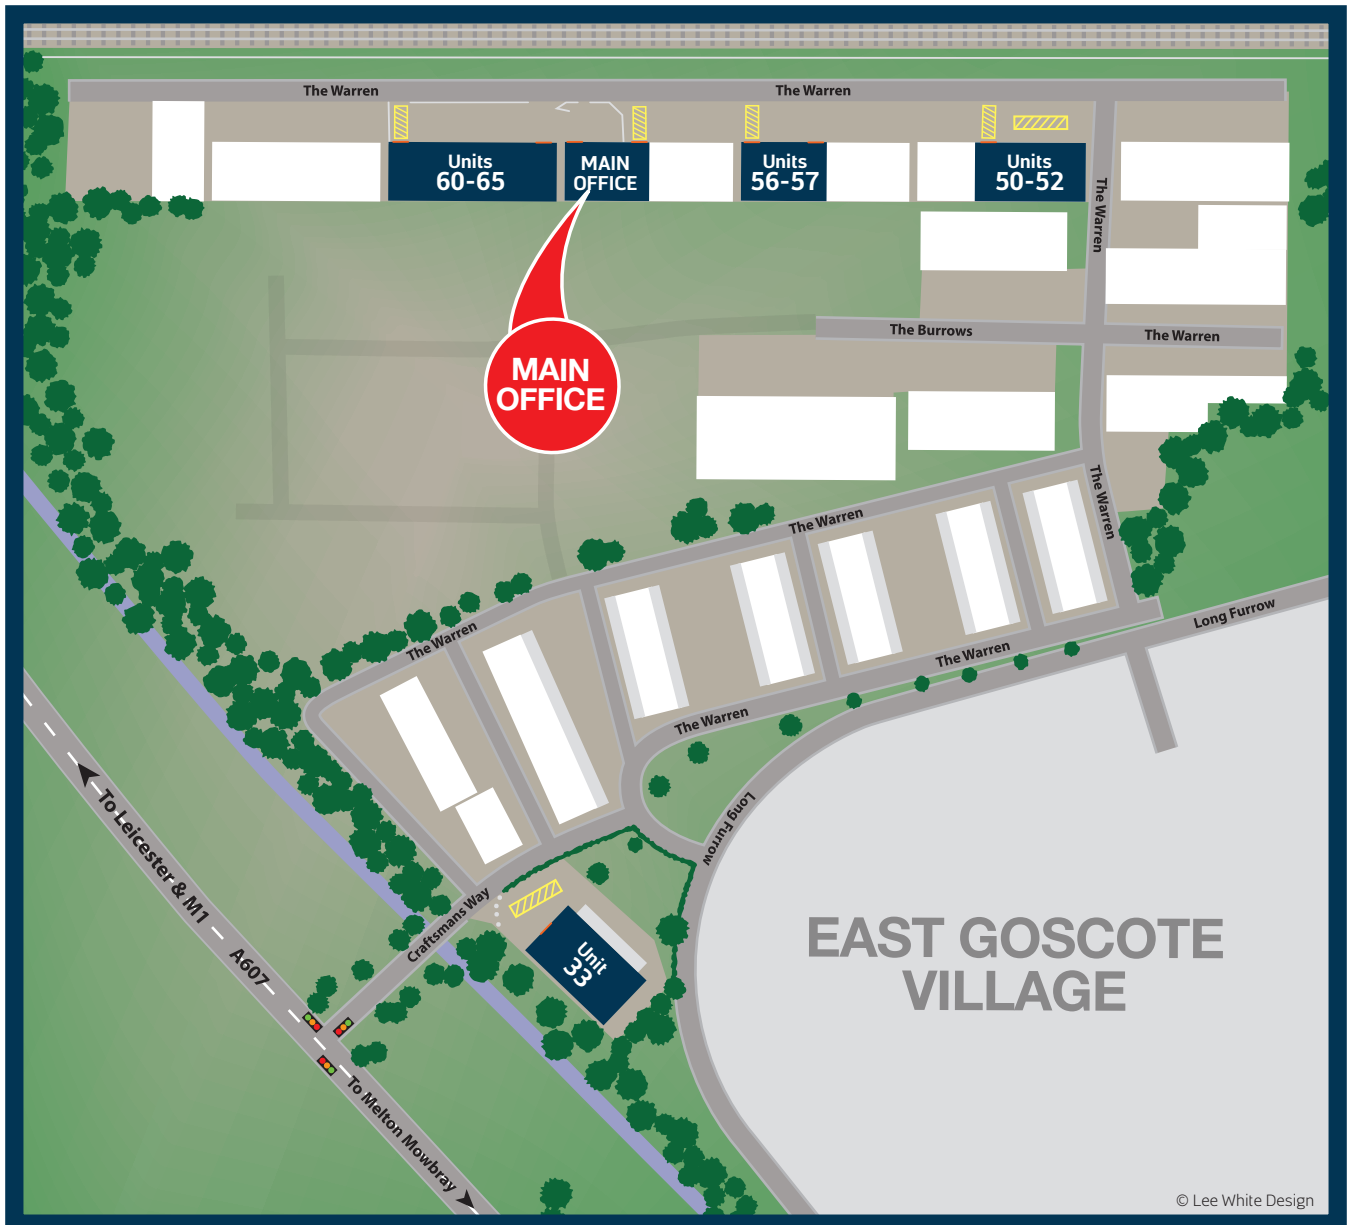 The Warren
The Warren
Units
60-65
MAIN
OFFICE
Units
56-57
Units
50-52
The Warren
The Burrows
The Warren
MAIN
OFFICE
The Warren
The Warren
The Warren
Long Furrow
The Warren
The Warren
Long Furrow
To Leicester & M1
A607
Craftsmans Way
Unit
33
EAST GOSCOTE
VILLAGE
To Melton Mowbray
© Lee White Design